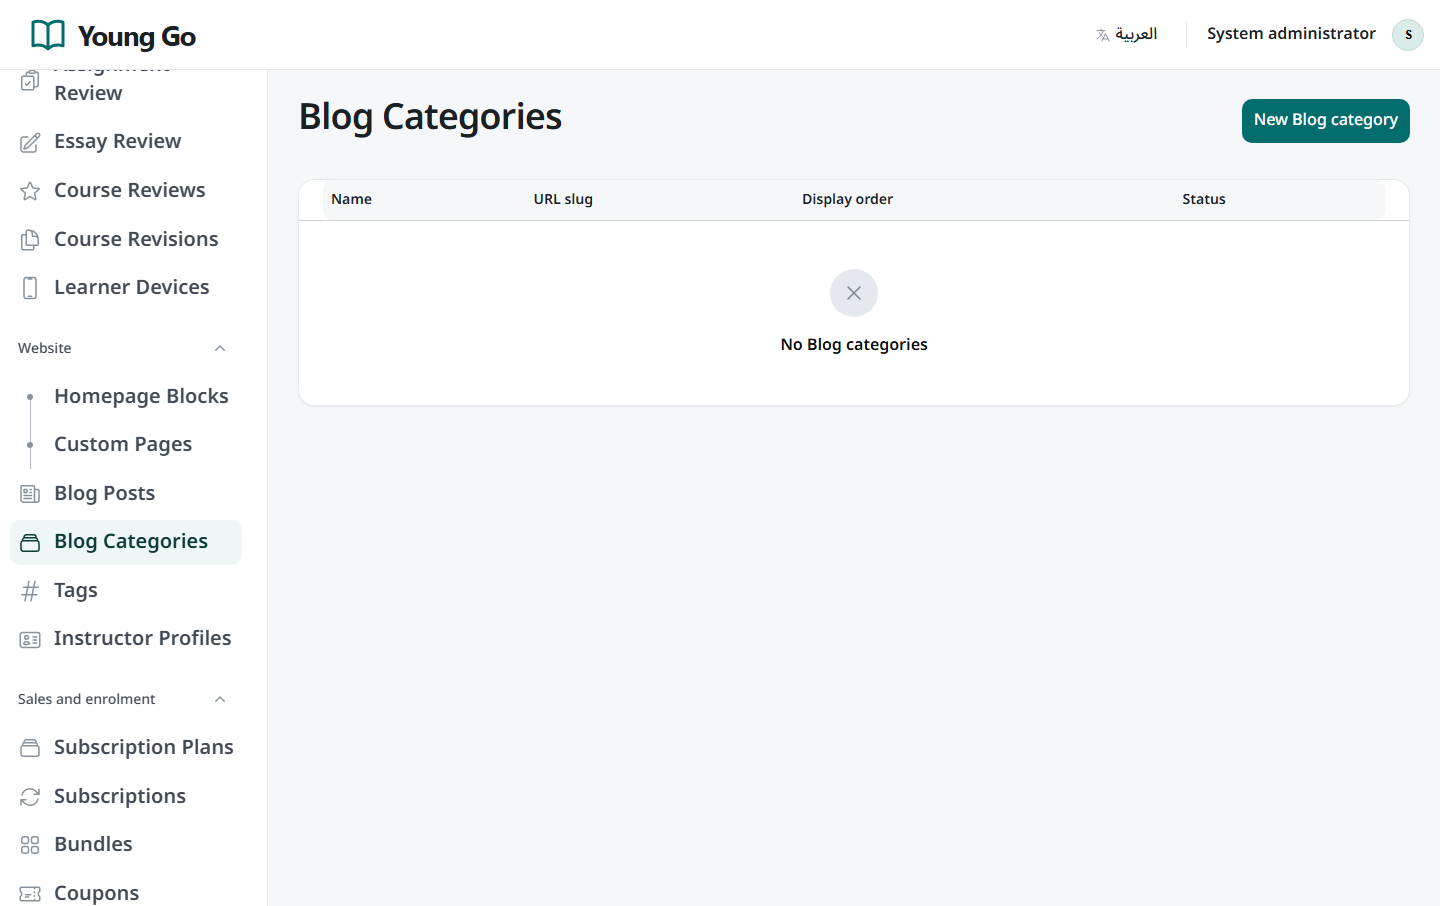 Young Go
العربية
System administrator
S
Assignment
Review
Essay Review
Course Reviews
Course Revisions
Learner Devices
Website
Homepage Blocks
Custom Pages
Blog Posts
Blog Categories
Tags
Instructor Profiles
Sales and enrolment
Subscription Plans
Subscriptions
Bundles
Coupons
Blog Categories
New Blog category
Name
URL slug
Display order
Status
No Blog categories